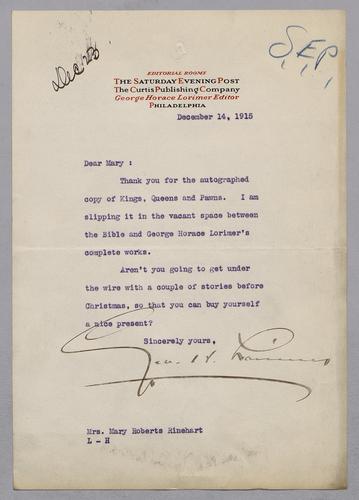 Dec 23
SEP
EDITORIAL ROOMS
THE SATURDAY EVENING POST
THE CURTIS PUBLISHING COMPANY
George Horace Lorimer Editor
PHILADELPHIA
December 14, 1915
Dear Mary :
Thank you for the autographed
copy of Kings, Queens and Pawns. I am
slipping it in the vacant space between
the Bible and George Horace Lorimer's
complete works.
Aren't you going to get under
the wire with a couple of stories before
Christmas, so that you can buy yourself
a nice present?
Sincerely yours,
Geo. H. Lorimer
Mrs. Mary Roberts Rinehart
L - H